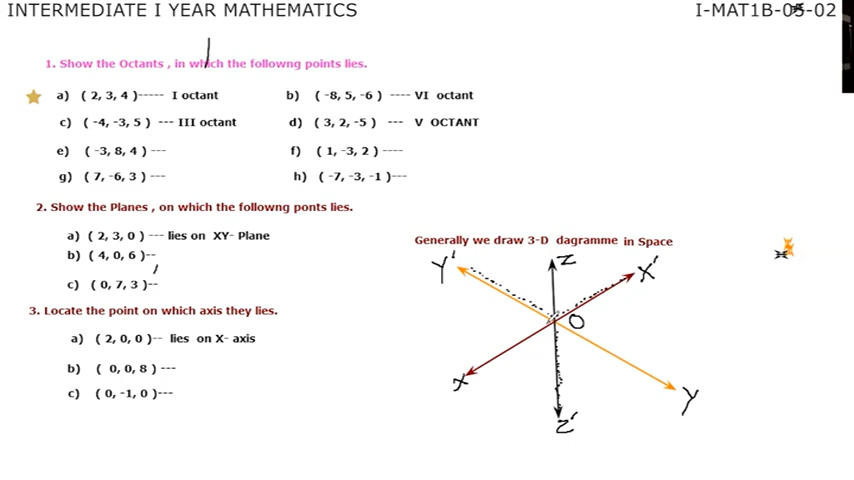 INTERMEDIATE I YEAR MATHEMATICS I-MAT1B-05-02
1. Show the Octants , in which the followng points lies.
a) ( 2, 3, 4 )----- I octant b) ( -8, 5, -6 ) ---- VI octant
c) ( -4, -3, 5 ) --- III octant d) ( 3, 2, -5 ) --- V OCTANT
e) ( -3, 8, 4 ) --- f) ( 1, -3, 2 ) ----
g) ( 7, -6, 3 ) --- h) ( -7, -3, -1 )---
2. Show the Planes , on which the followng ponts lies.
a) ( 2, 3, 0 ) --- lies on XY- Plane
b) ( 4, 0, 6 )--
c) ( 0, 7, 3 )--
3. Locate the point on which axis they lies.
a) ( 2, 0, 0 )-- lies on X- axis
b) ( 0, 0, 8 ) ---
c) ( 0, -1, 0 )---
Generally we draw 3-D dagramme in Space
Y' Z X'
O
X Y
Z'